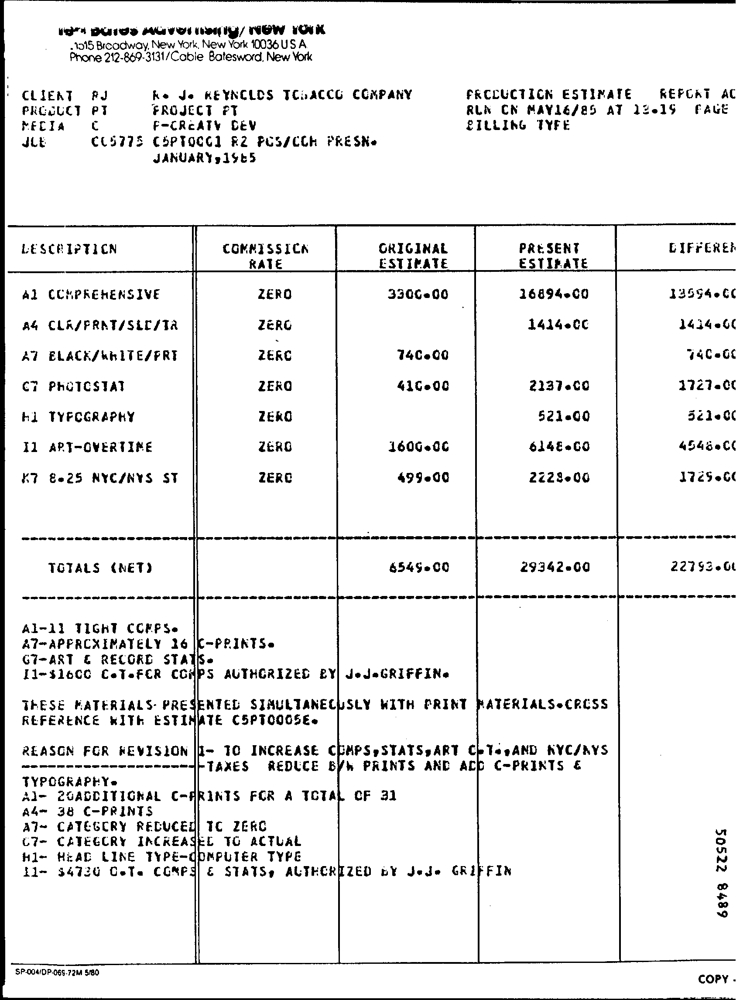 Ted Bates Advertising/New York
1515 Broadway, New York, New York 10036 U S A
Phone 212-869-3131/Cable Batesword, New York
CLIENT RJ R. J. REYNOLDS TOBACCO COMPANY PRODUCTION ESTIMATE REPORT AC
PRODUCT PT PROJECT PT RUN ON MAY16/85 AT 13.19 PAGE
MEDIA C P-CREATV DEV BILLING TYPE
JOB CC5775 C5PT0001 R2 POS/CCH PRESN.
JANUARY,1985
DESCRIPTION COMMISSION ORIGINAL PRESENT DIFFEREN
RATE ESTIMATE ESTIMATE
A1 COMPREHENSIVE ZERO 3300.00 16894.00 13594.00
A4 CLR/PRNT/SLD/TR ZERO 1414.00 1414.00
A7 BLACK/WHITE/PRT ZERO 740.00 740.00
C7 PHOTOSTAT ZERO 410.00 2137.00 1727.00
H1 TYPOGRAPHY ZERO 521.00 521.00
I1 ART-OVERTIME ZERO 1600.00 6148.00 4548.00
K7 8.25 NYC/NYS ST ZERO 499.00 2228.00 1729.00
TOTALS (NET) 6549.00 29342.00 22793.00
A1-11 TIGHT COMPS.
A7-APPROXIMATELY 16 C-PRINTS.
G7-ART & RECORD STATS.
I1-$1600 O.T.FOR COMPS AUTHORIZED BY J.J.GRIFFIN.
THESE MATERIALS PRESENTED SIMULTANEOUSLY WITH PRINT MATERIALS.CROSS
REFERENCE WITH ESTIMATE C5PT0005E.
REASON FOR REVISION 1- TO INCREASE COMPS,STATS,ART O.T.,AND NYC/NYS
-TAXES REDUCE B/W PRINTS AND ADD C-PRINTS &
TYPOGRAPHY.
A1- 20ADDITIONAL C-PRINTS FOR A TOTAL OF 31
A4- 38 C-PRINTS
A7- CATEGORY REDUCED TO ZERO
C7- CATEGORY INCREASED TO ACTUAL
H1- HEAD LINE TYPE-COMPUTER TYPE
I1- $4730 O.T. COMPS & STATS, AUTHORIZED BY J.J. GRIFFIN
50522 8489
SP-004/DP-069-72M 5/80
COPY -